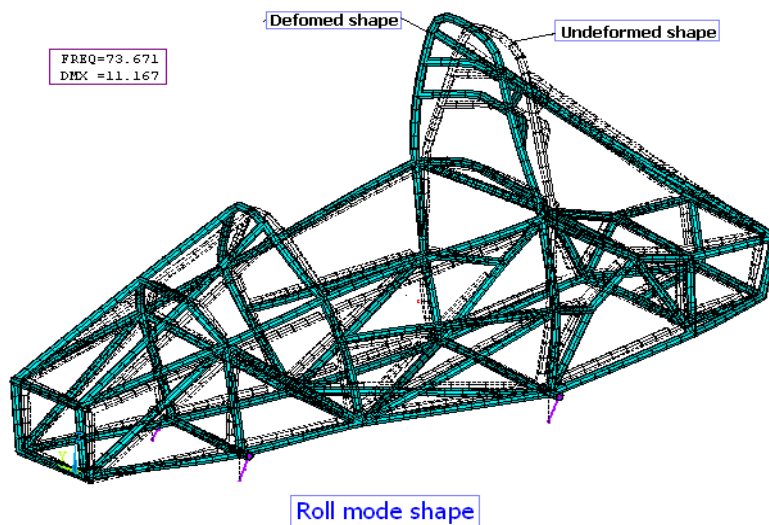 Defomed shape
Undeformed shape
FREQ=73.671
DMX =11.167
Y
Roll mode shape